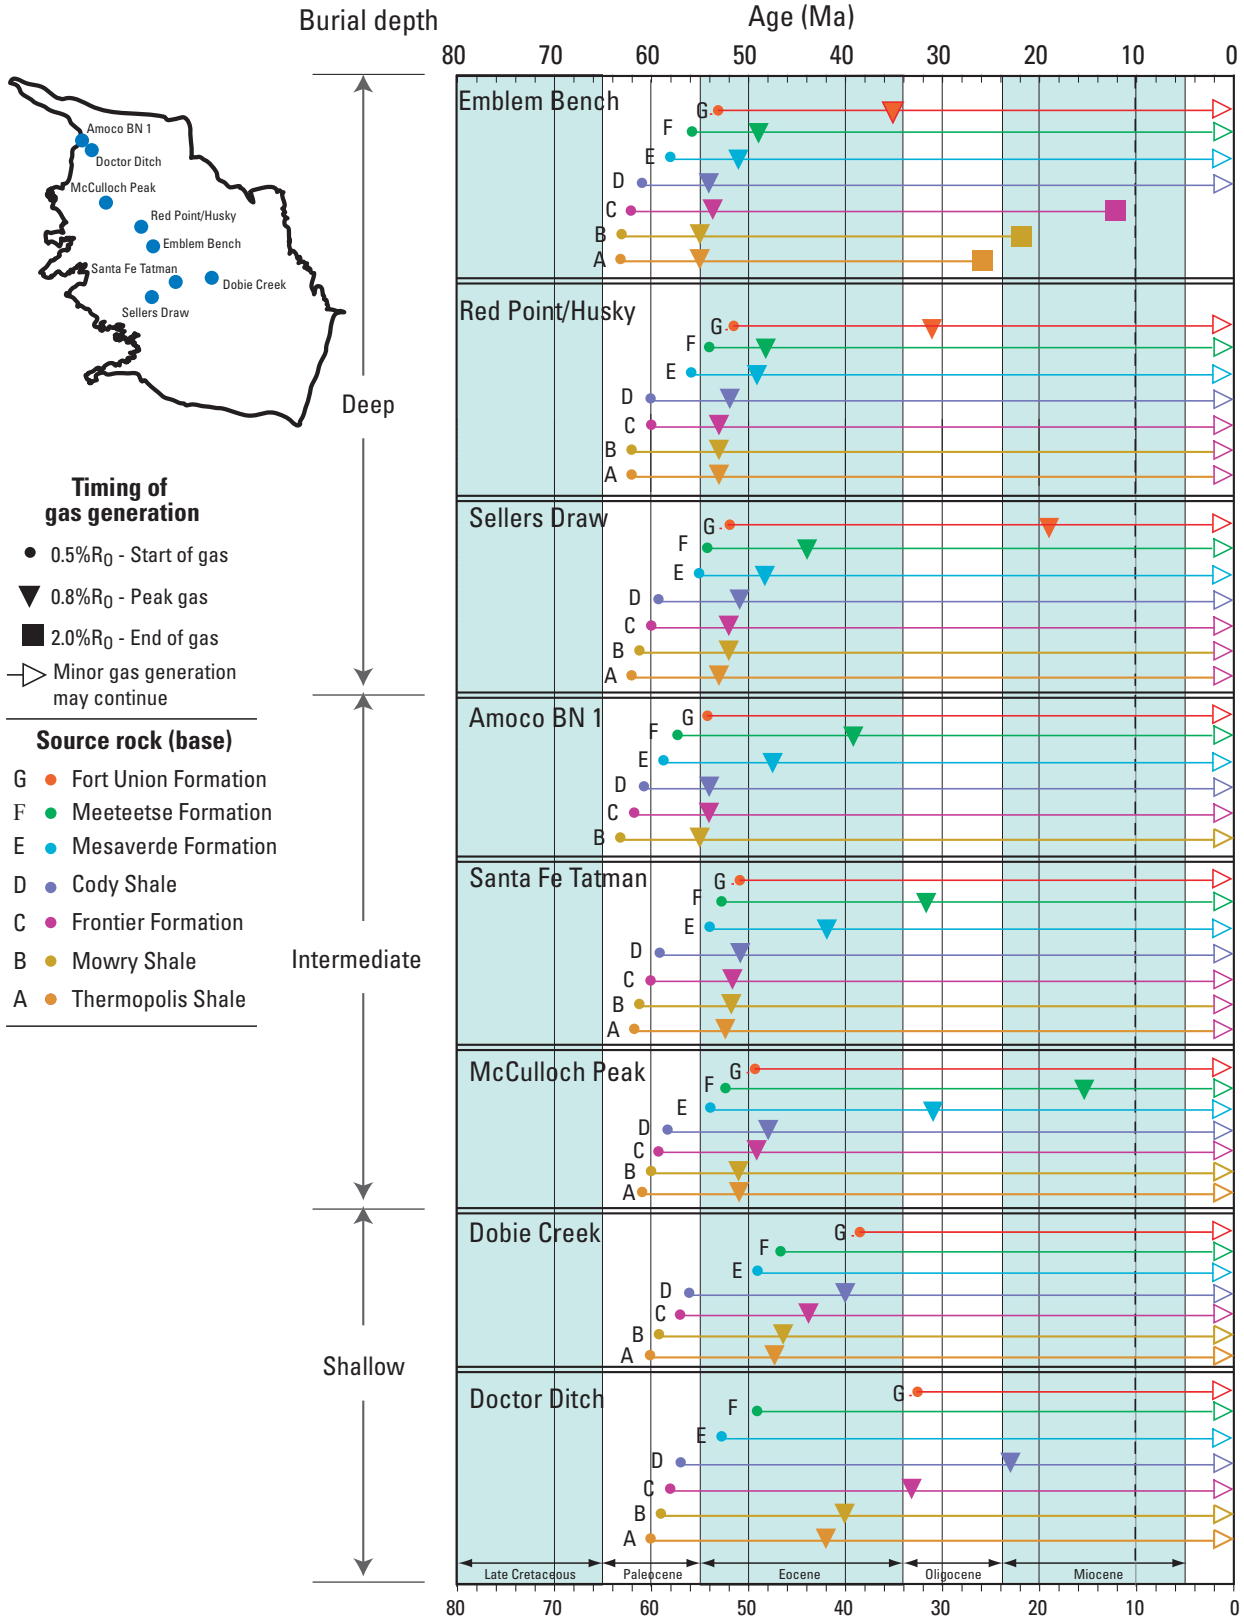 Burial depth
Age (Ma)
80 70 60 50 40 30 20 10 0
Amoco BN 1
Doctor Ditch
McCulloch Peak
Red Point/Husky
Emblem Bench
Santa Fe Tatman
Dobie Creek
Sellers Draw
Timing of
gas generation
0.5%R0 - Start of gas
0.8%R0 - Peak gas
2.0%R0 - End of gas
Minor gas generation
may continue
Source rock (base)
G Fort Union Formation
F Meeteetse Formation
E Mesaverde Formation
D Cody Shale
C Frontier Formation
B Mowry Shale
A Thermopolis Shale
Deep
Intermediate
Shallow
Emblem Bench
G
F
E
D
C
B
A
Red Point/Husky
G
F
E
D
C
B
A
Sellers Draw
G
F
E
D
C
B
A
Amoco BN 1
G
F
E
D
C
B
Santa Fe Tatman
G
F
E
D
C
B
A
McCulloch Peak
G
F
E
D
C
B
A
Dobie Creek
G
F
E
D
C
B
A
Doctor Ditch
G
F
E
D
C
B
A
Late Cretaceous Paleocene Eocene Oligocene Miocene
80 70 60 50 40 30 20 10 0